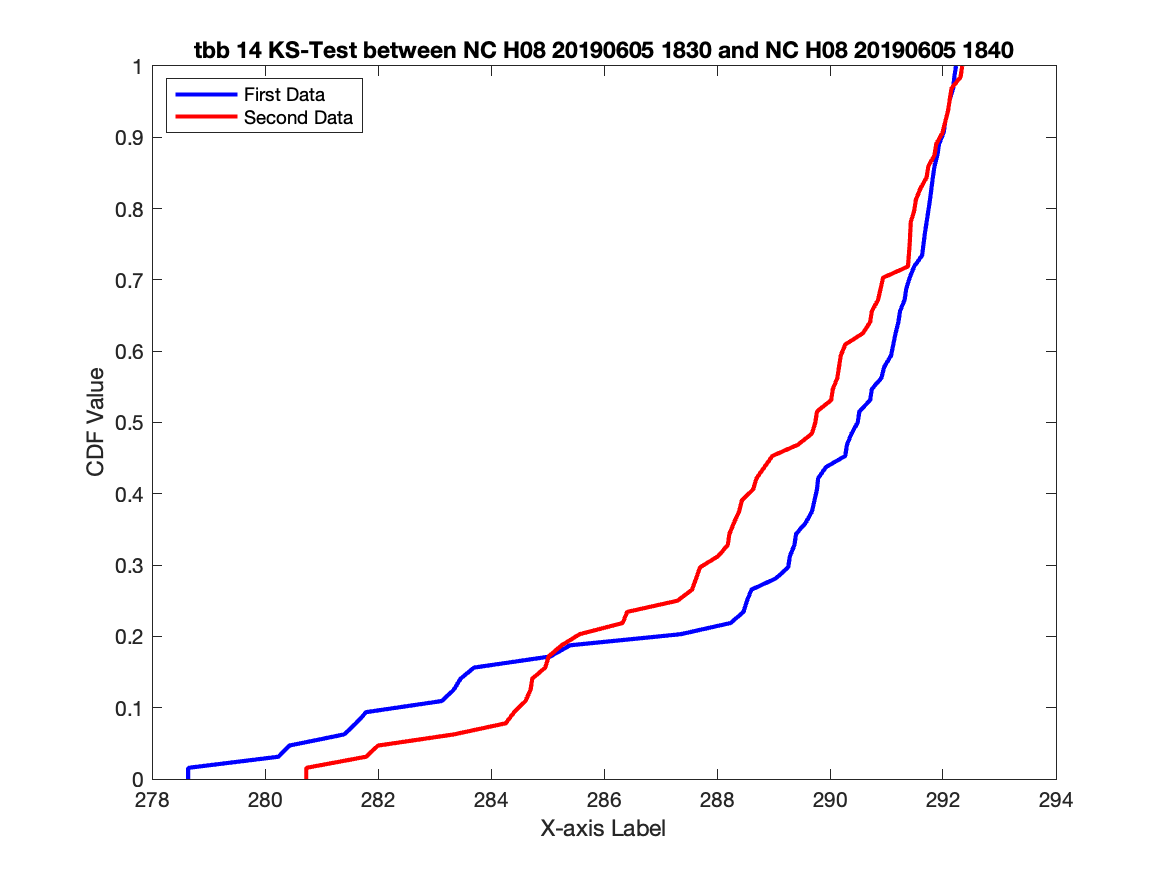 tbb 14 KS-Test between NC H08 20190605 1830 and NC H08 20190605 1840
First Data
Second Data
1
0.9
0.8
0.7
0.6
0.5
0.4
0.3
0.2
0.1
0
CDF Value
278 280 282 284 286 288 290 292 294
X-axis Label